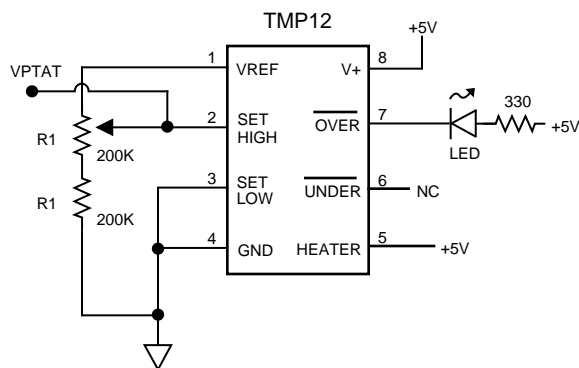 TMP12
+5V
1
VREF
V+
8
VPTAT
R1
200K
2
SET
HIGH
OVER
7
330
+5V
LED
R1
200K
3
SET
LOW
UNDER
6
NC
4
GND
HEATER
5
+5V